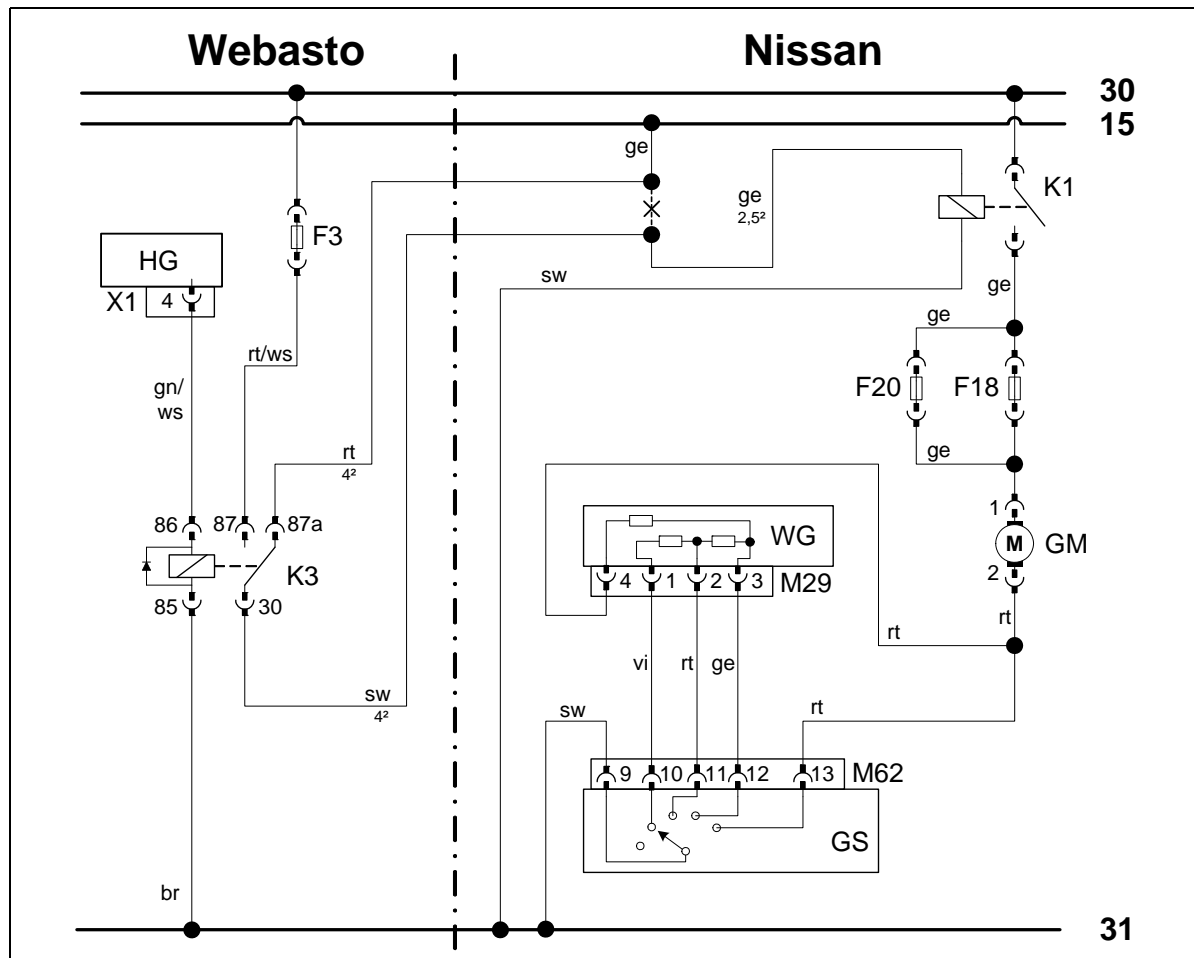 Webasto
Nissan
30
15
ge
K1
ge
2,5²
F3
HG
X1 4
sw
ge
ge
rt/ws
F20
F18
gn/
ws
rt
4²
ge
1
86
87
87a
WG
M
GM
K3
4
1
2
3
M29
2
85
30
rt
rt
vi
rt
ge
sw
4²
sw
rt
9
10
11
12
13
M62
GS
br
31